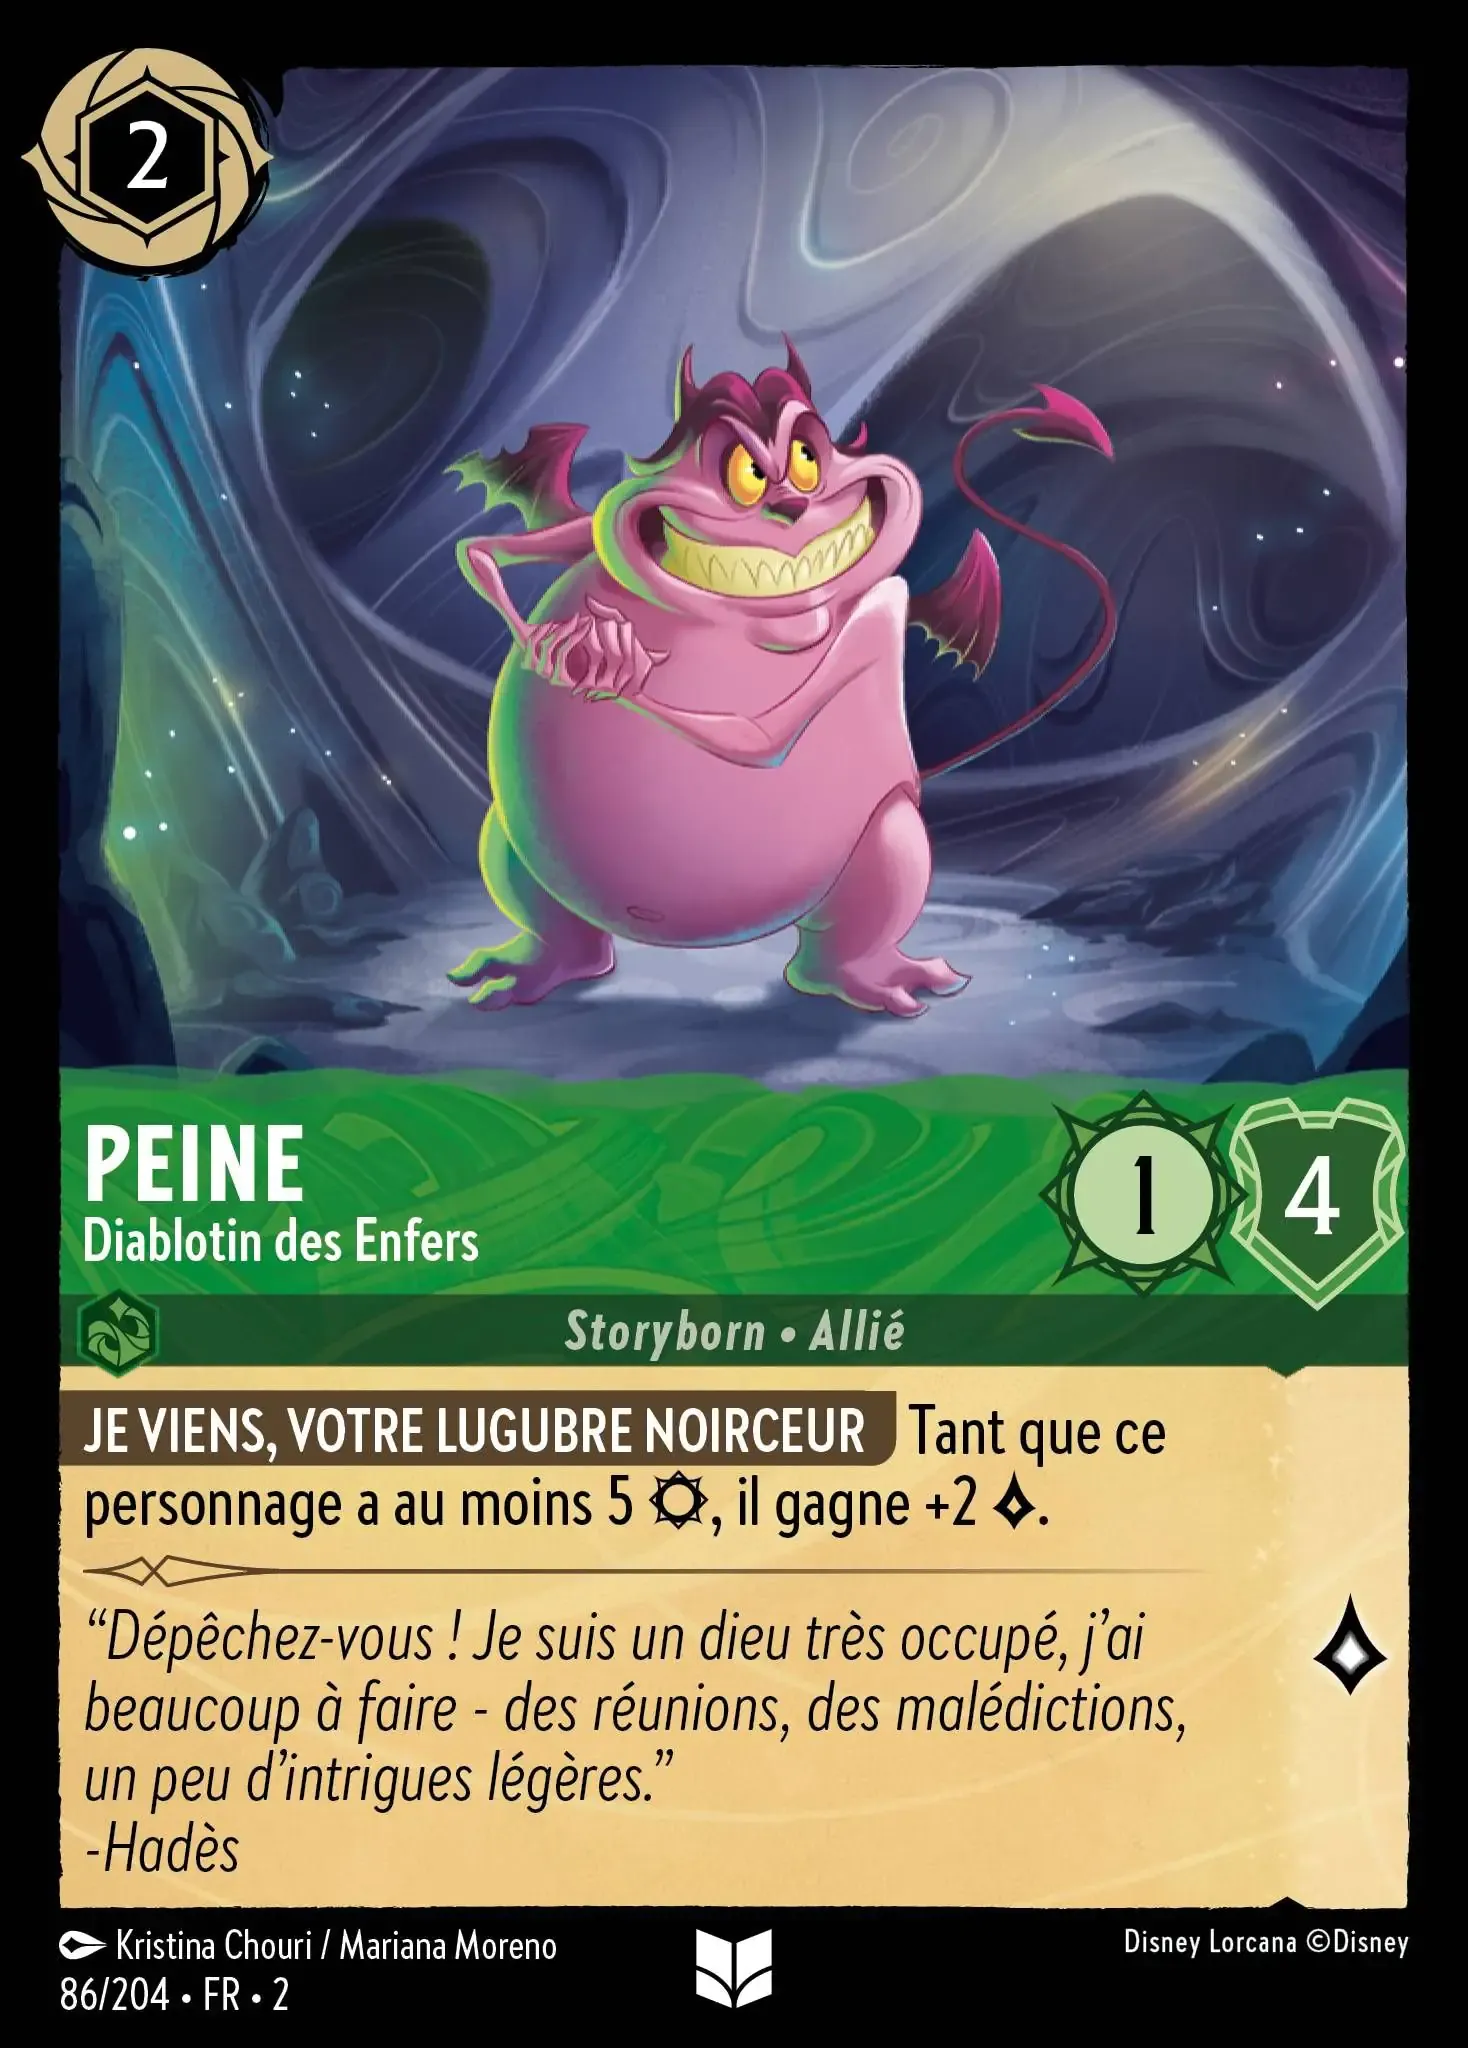 2
PEINE
Diablotin des Enfers
1
4
Storyborn • Allié
JE VIENS, VOTRE LUGUBRE NOIRCEUR Tant que ce
personnage a au moins 5 , il gagne +2 .
“Dépêchez-vous ! Je suis un dieu très occupé, j’ai
beaucoup à faire - des réunions, des malédictions,
un peu d’intrigues légères.”
-Hadès
Kristina Chouri / Mariana Moreno
Disney Lorcana ©Disney
86/204 • FR • 2